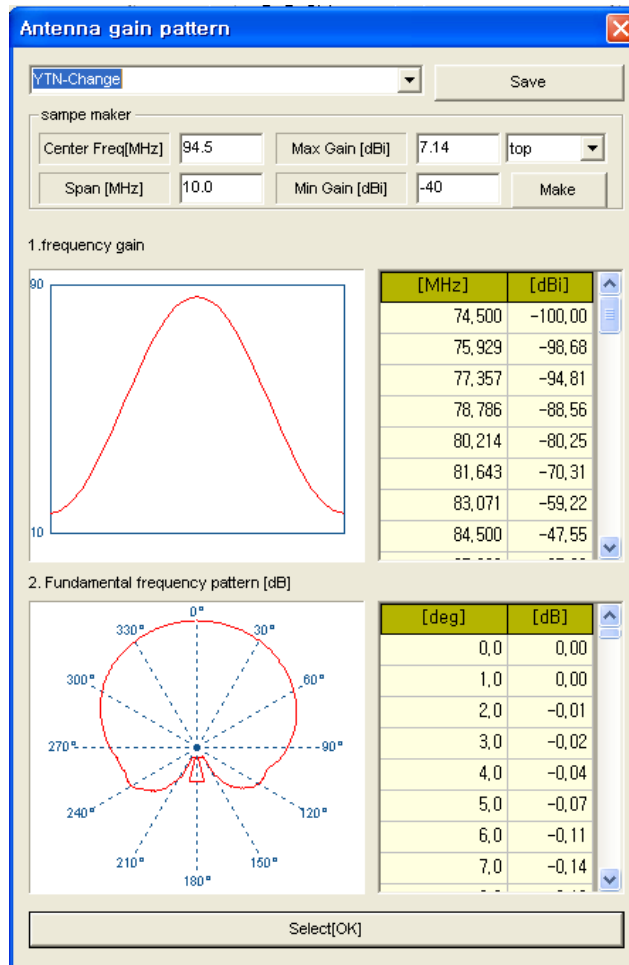 Antenna gain pattern
YTN-Change
Save
sampe maker
Center Freq[MHz] 94.5 Max Gain [dBi] 7.14 top
Span [MHz] 10.0 Min Gain [dBi] -40 Make
1.frequency gain
90
10
[MHz] [dBi]
74,500 -100,00
75,929 -98,68
77,357 -94,81
78,786 -88,56
80,214 -80,25
81,643 -70,31
83,071 -59,22
84,500 -47,55
2. Fundamental frequency pattern [dB]
0°
330° 30°
300° 60°
270° 90°
240° 120°
210° 150°
180°
[deg] [dB]
0,0 0,00
1,0 0,00
2,0 -0,01
3,0 -0,02
4,0 -0,04
5,0 -0,07
6,0 -0,11
7,0 -0,14
Select[OK]